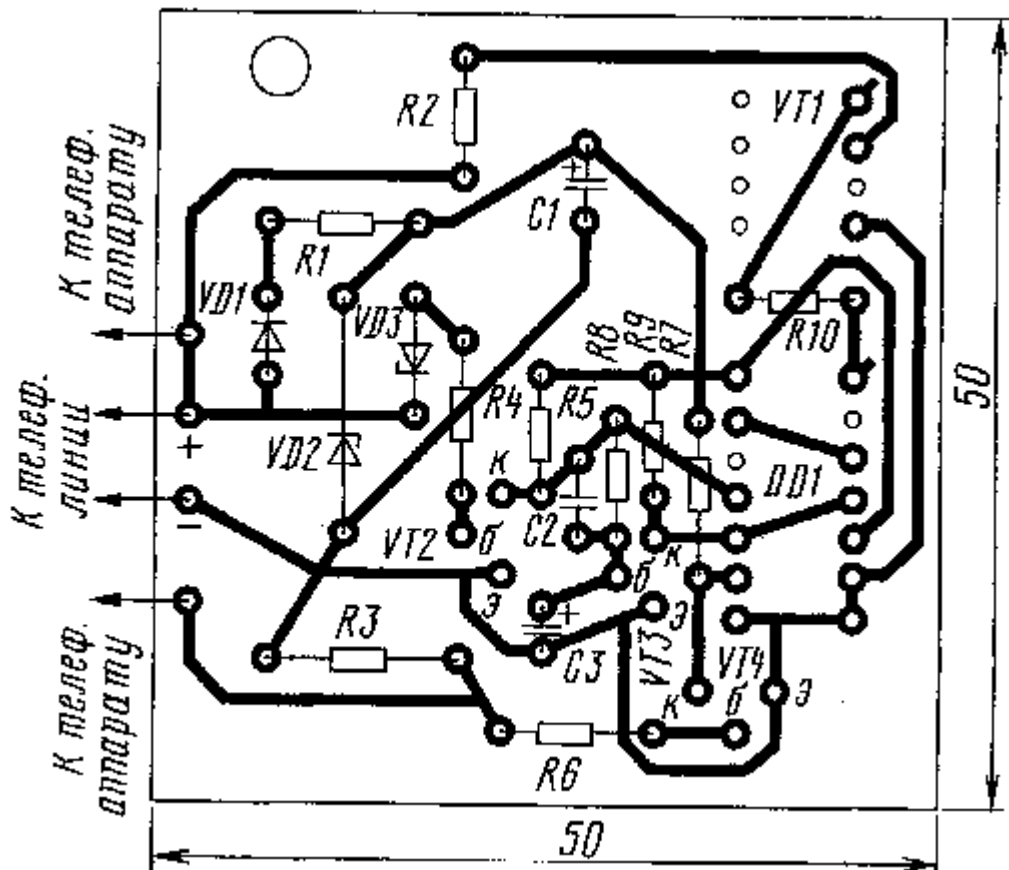 К телеф.
аппарату
К телеф.
линии
К телеф.
аппарату
R2
VT1
+
C1
R1
VD1
VD3
R10
R8
R9
R7
R4
R5
+
VD2
к
DD1
–
C2
VT2
б
к
б
э
+
э
R3
C3
VT3
VT4
к
б
э
R6
50
50